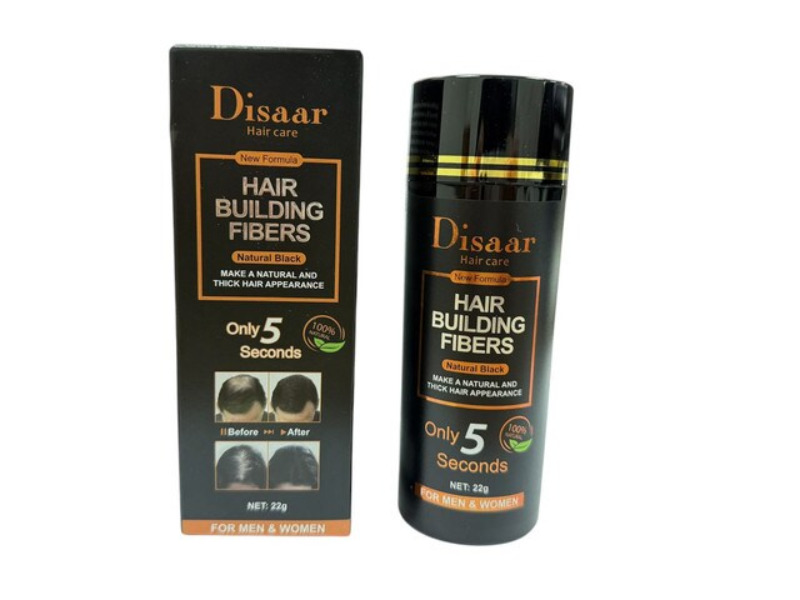 Disaar
Hair care
New Formula
HAIR
BUILDING
FIBERS
Natural Black
MAKE A NATURAL AND
THICK HAIR APPEARANCE
Only 5
Seconds
100%
NATURAL
Before After
NET: 22g
FOR MEN & WOMEN
Disaar
Hair care
New Formula
HAIR
BUILDING
FIBERS
Natural Black
MAKE A NATURAL AND
THICK HAIR APPEARANCE
Only 5
Seconds
100%
NATURAL
NET: 22g
FOR MEN & WOMEN